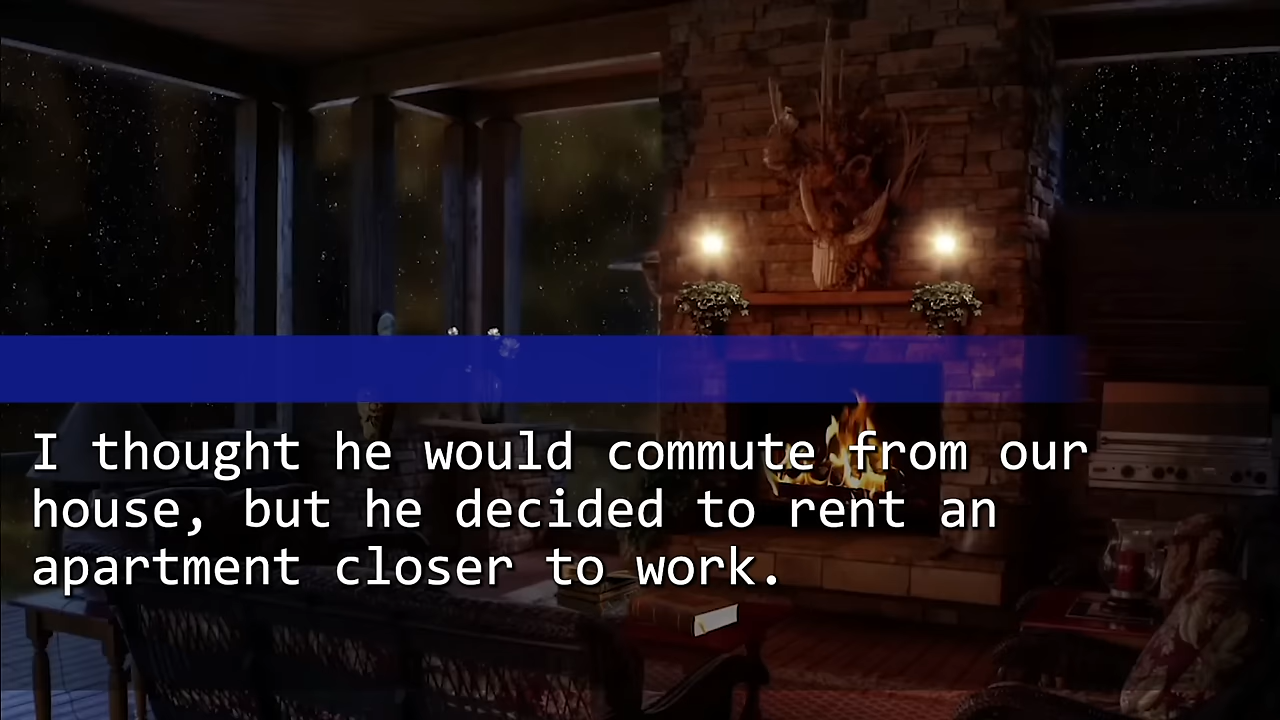 I thought he would commute from our
house, but he decided to rent an
apartment closer to work.